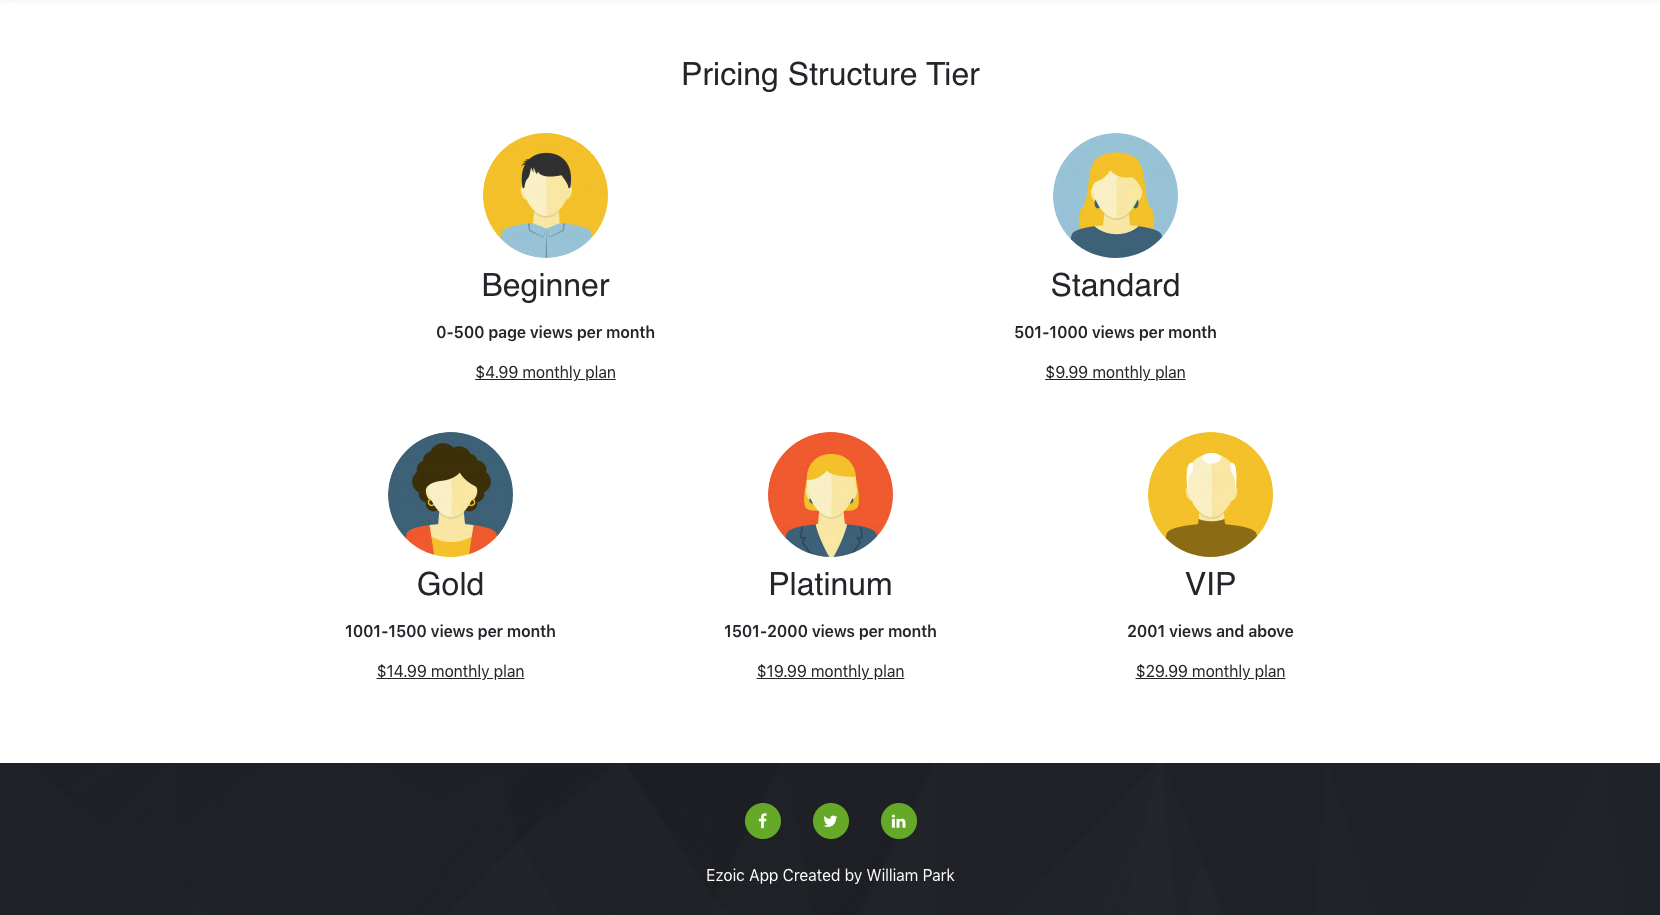 Pricing Structure Tier
Beginner
0-500 page views per month
$4.99 monthly plan
Standard
501-1000 views per month
$9.99 monthly plan
Gold
1001-1500 views per month
$14.99 monthly plan
Platinum
1501-2000 views per month
$19.99 monthly plan
VIP
2001 views and above
$29.99 monthly plan
Ezoic App Created by William Park